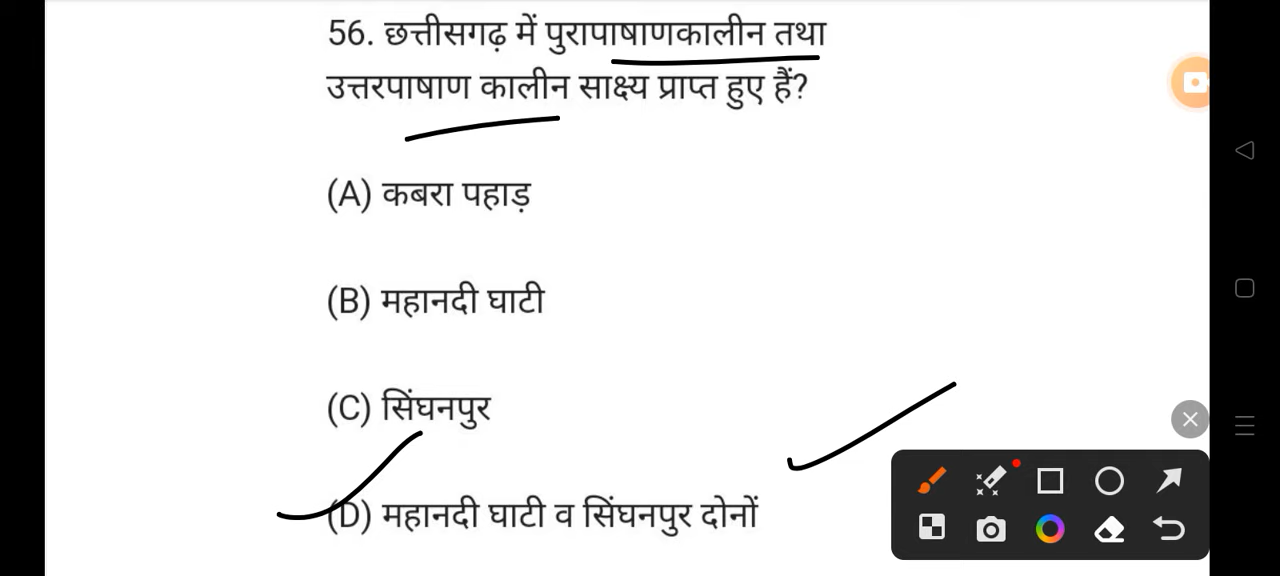 56. छत्तीसगढ़ में पुरापाषाणकालीन तथा
उत्तरपाषाण कालीन साक्ष्य प्राप्त हुए हैं?
(A) कबरा पहाड़
(B) महानदी घाटी
(C) सिंघनपुर
(D) महानदी घाटी व सिंघनपुर दोनों